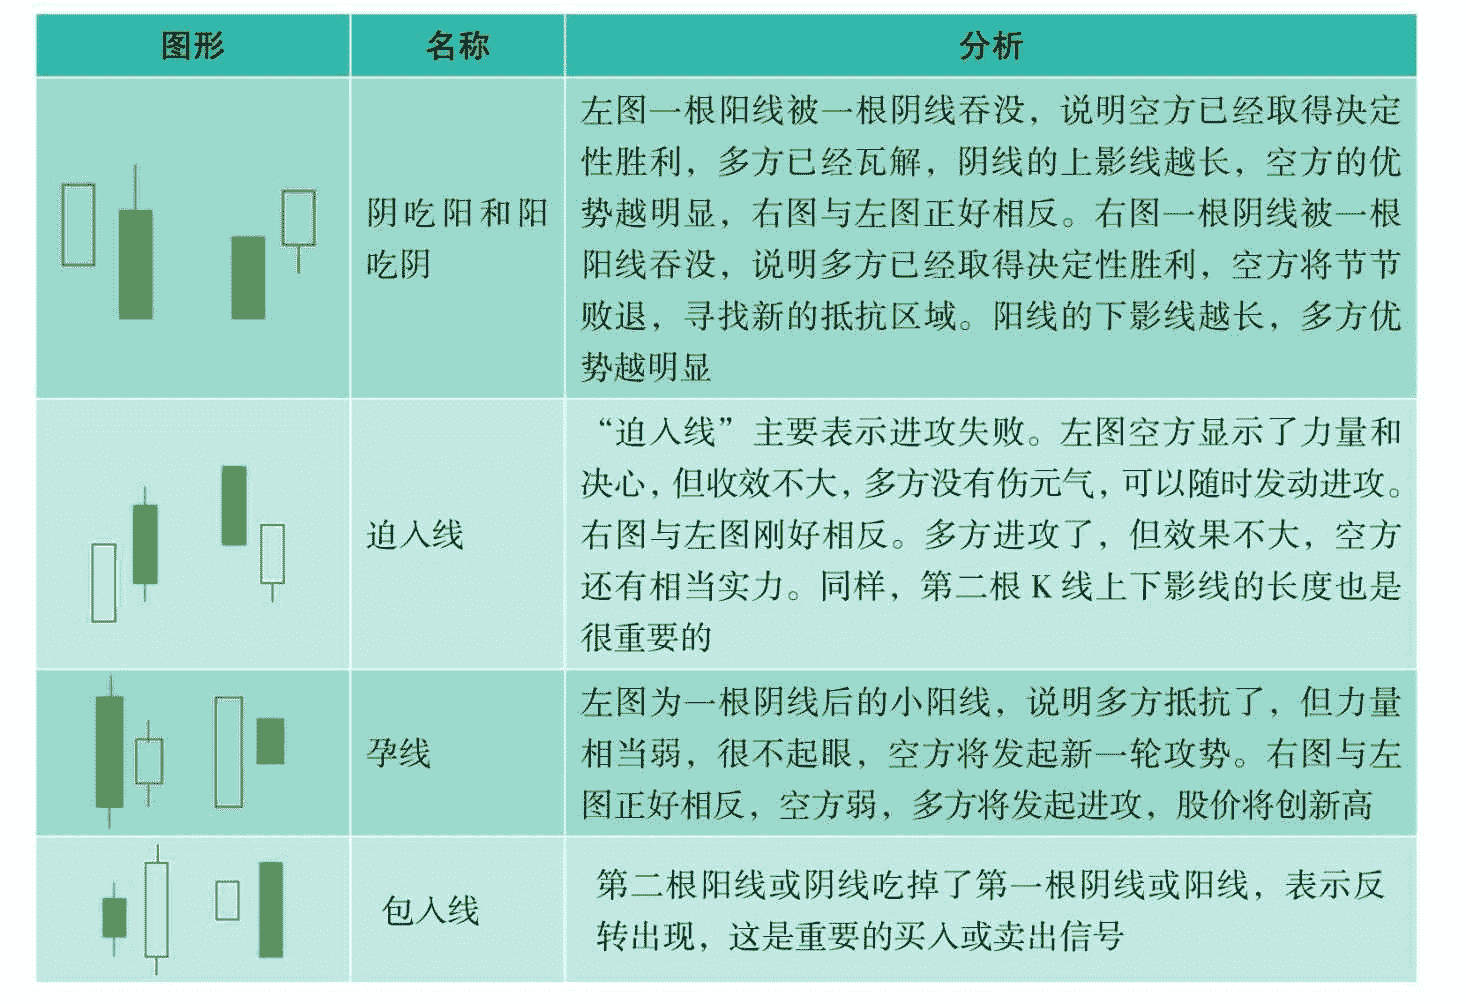 图形 名称 分析
阴吃阳和阳
吃阴
左图一根阳线被一根阴线吞没，说明空方已经取得决定
性胜利，多方已经瓦解，阴线的上影线越长，空方的优
势越明显，右图与左图正好相反。右图一根阴线被一根
阳线吞没，说明多方已经取得决定性胜利，空方将节节
败退，寻找新的抵抗区域。阳线的下影线越长，多方优
势越明显
迫入线
“迫入线”主要表示进攻失败。左图空方显示了力量和
决心，但收效不大，多方没有伤元气，可以随时发动进攻。
右图与左图刚好相反。多方进攻了，但效果不大，空方
还有相当实力。同样，第二根 K 线上下影线的长度也是
很重要的
孕线
左图为一根阴线后的小阳线，说明多方抵抗了，但力量
相当弱，很不起眼，空方将发起新一轮攻势。右图与左
图正好相反，空方弱，多方将发起进攻，股价将创新高
包入线
第二根阳线或阴线吃掉了第一根阴线或阳线，表示反
转出现，这是重要的买入或卖出信号